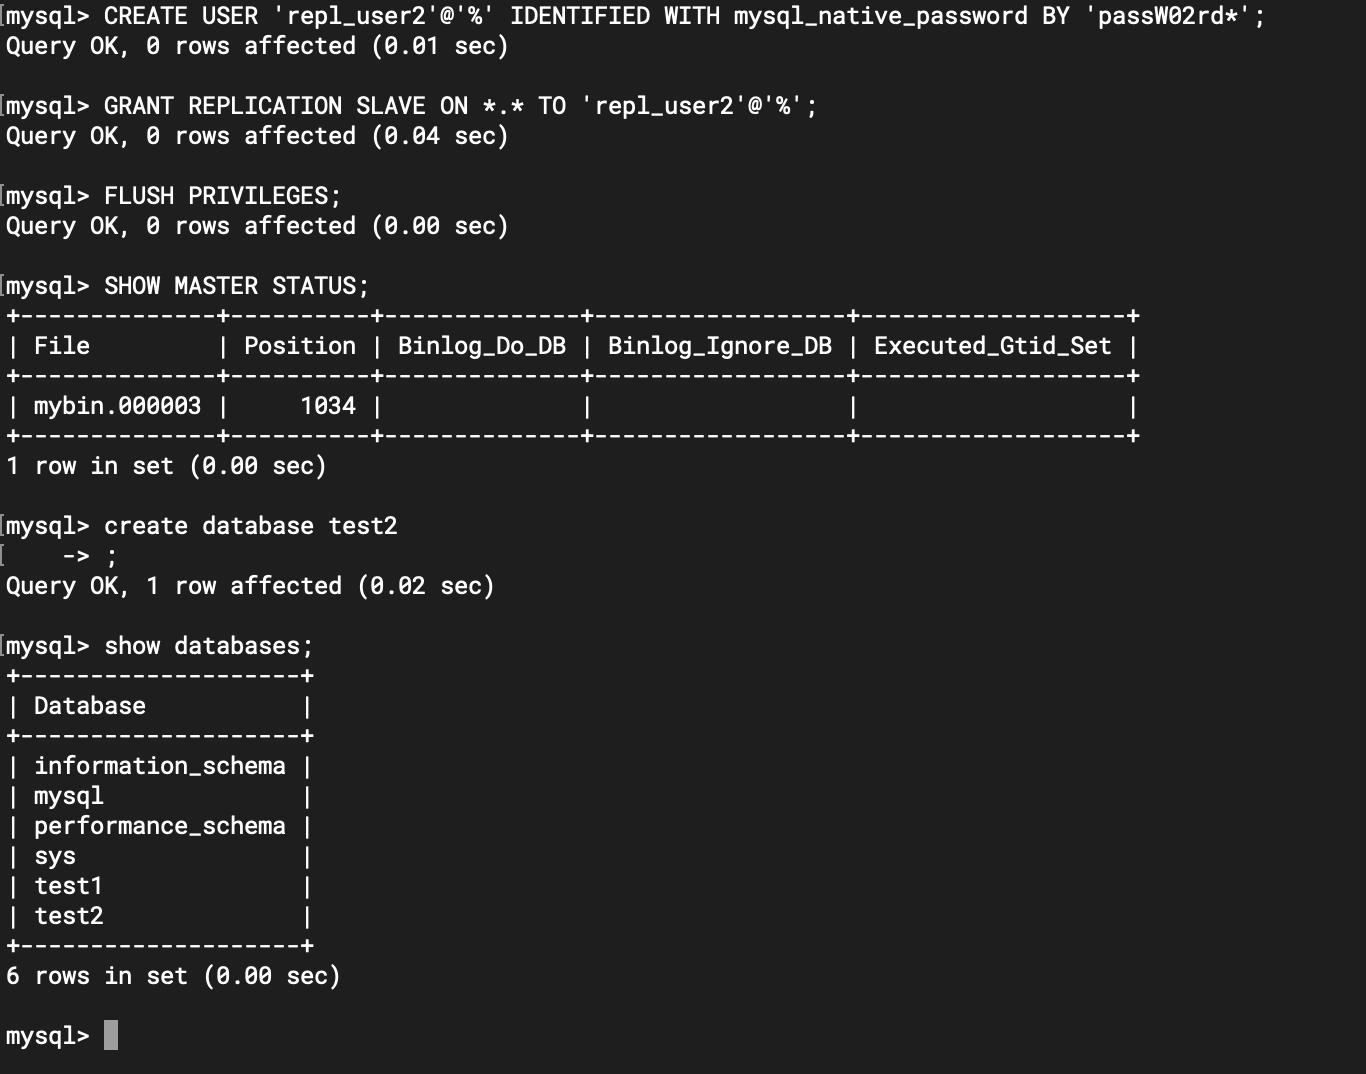 mysql> CREATE USER 'repl_user2'@'%' IDENTIFIED WITH mysql_native_password BY 'passW02rd*';
Query OK, 0 rows affected (0.01 sec)

mysql> GRANT REPLICATION SLAVE ON *.* TO 'repl_user2'@'%';
Query OK, 0 rows affected (0.04 sec)

mysql> FLUSH PRIVILEGES;
Query OK, 0 rows affected (0.00 sec)

mysql> SHOW MASTER STATUS;
+--------------+----------+--------------+------------------+-------------------+
| File         | Position | Binlog_Do_DB | Binlog_Ignore_DB | Executed_Gtid_Set |
+--------------+----------+--------------+------------------+-------------------+
| mybin.000003 |     1034 |              |                  |                   |
+--------------+----------+--------------+------------------+-------------------+
1 row in set (0.00 sec)

mysql> create database test2
    -> ;
Query OK, 1 row affected (0.02 sec)

mysql> show databases;
+--------------------+
| Database           |
+--------------------+
| information_schema |
| mysql              |
| performance_schema |
| sys                |
| test1              |
| test2              |
+--------------------+
6 rows in set (0.00 sec)

mysql>